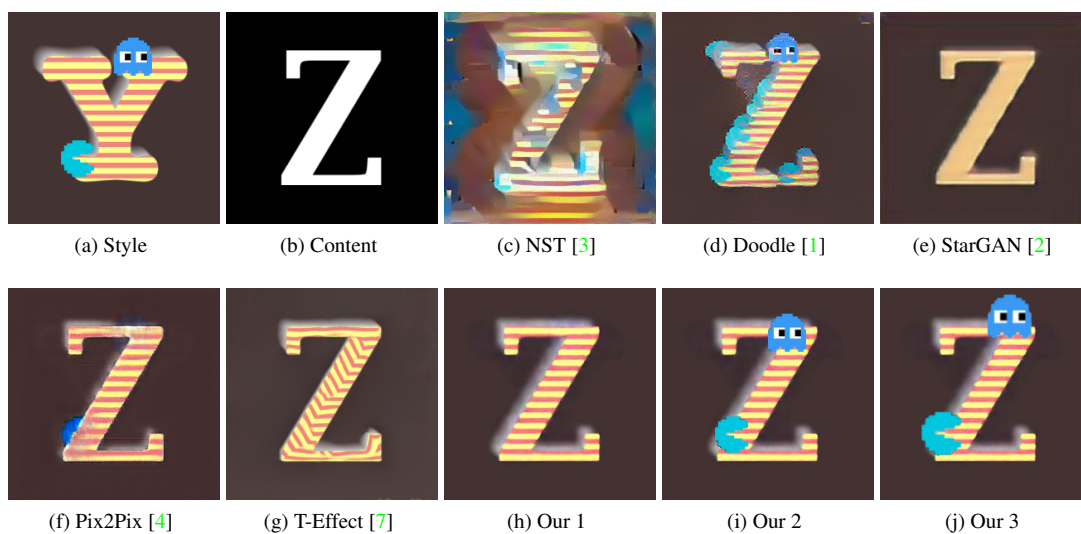 Y
Z
Z
Z
Z
(a) Style
(b) Content
(c) NST [3]
(d) Doodle [1]
(e) StarGAN [2]
Z
Z
Z
Z
Z
(f) Pix2Pix [4]
(g) T-Effect [7]
(h) Our 1
(i) Our 2
(j) Our 3